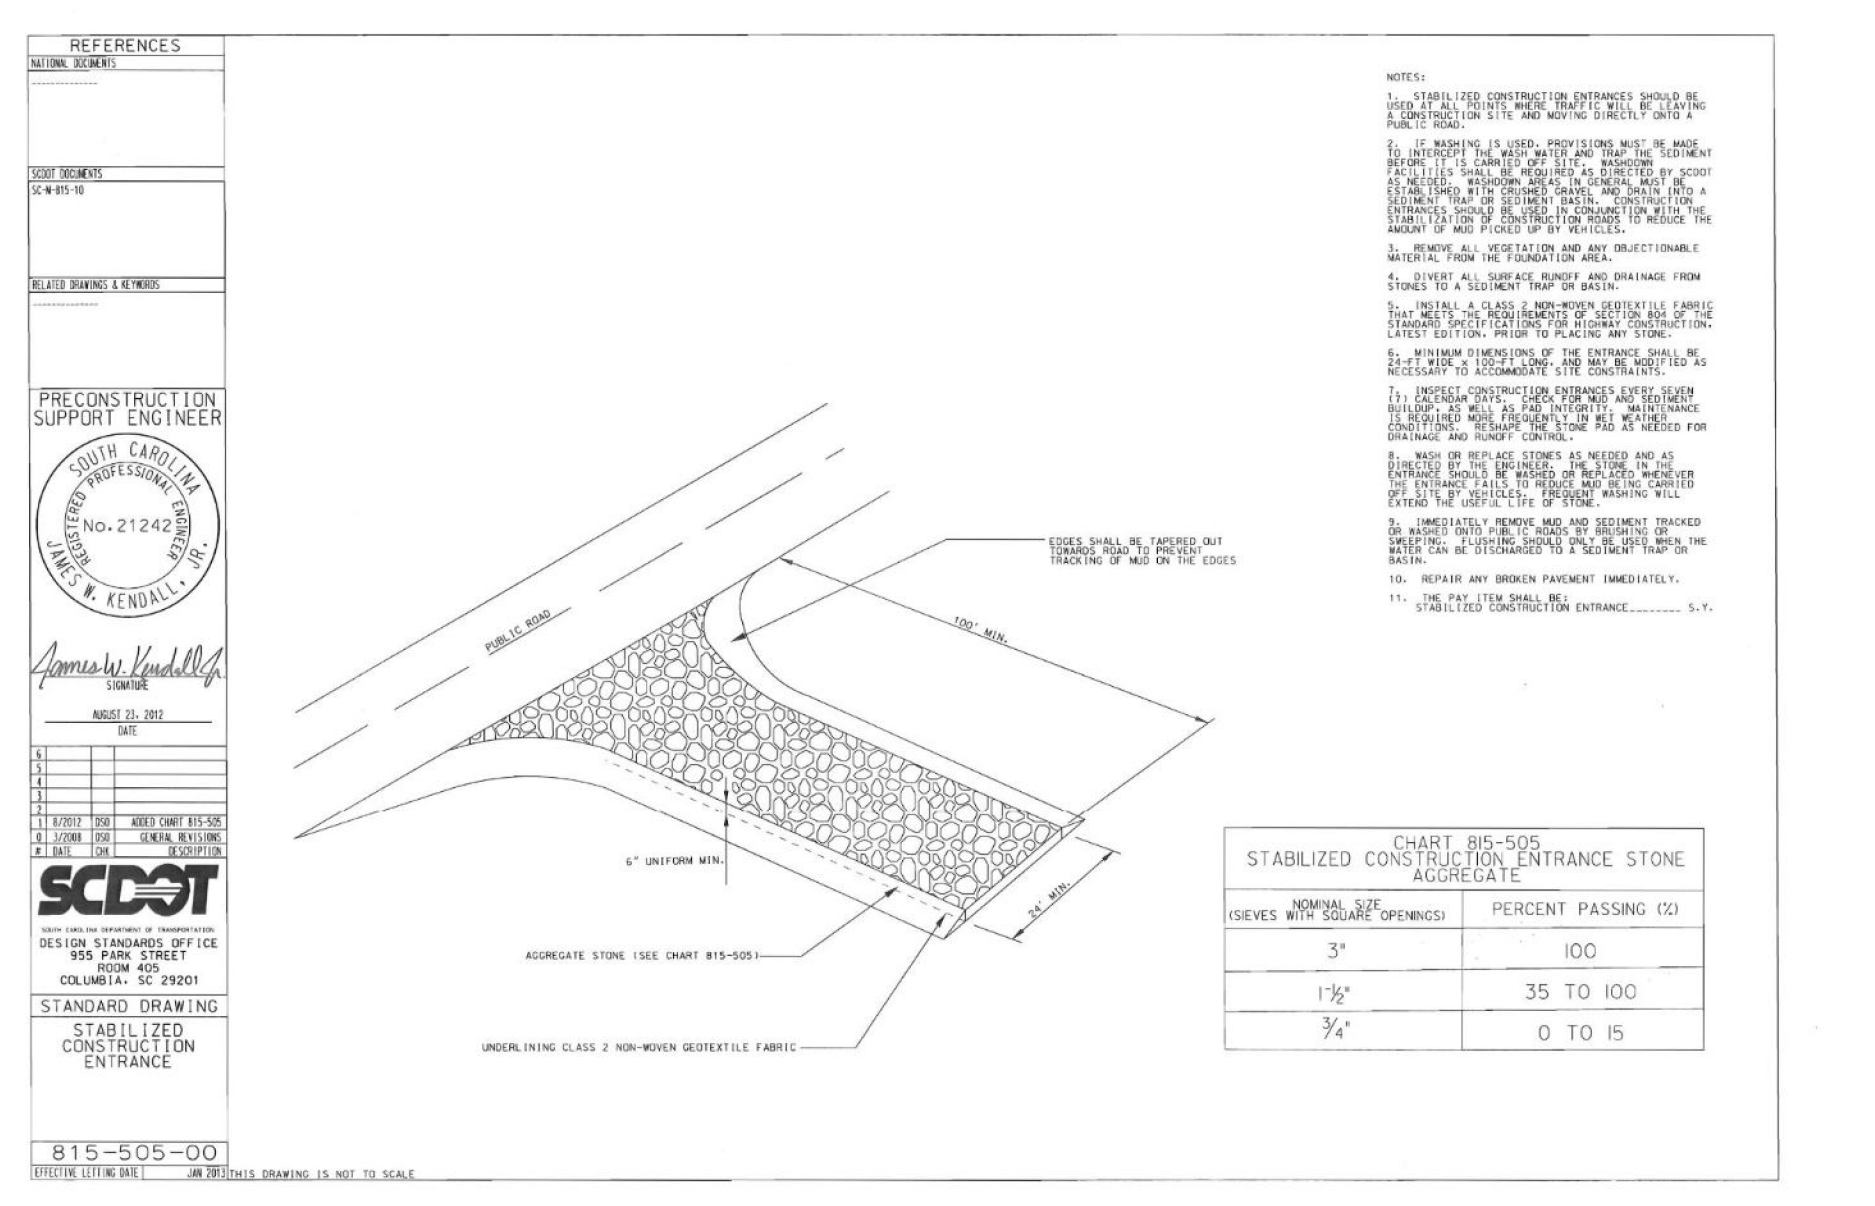 REFERENCES
NATIONAL DOCUMENTS
SCDOT DOCUMENTS
SC-M-815-10
RELATED DRAWINGS & KEYWORDS
PRECONSTRUCTION
SUPPORT ENGINEER
SOUTH CAROLINA
REGISTERED PROFESSIONAL ENGINEER
No. 21242
JAMES W. KENDALL, JR.
James W. Kendall Jr.
SIGNATURE
AUGUST 23, 2012
DATE
6
5
4
3
2
1 8/2012 DSO ADDED CHART 815-505
0 3/2008 DSO GENERAL REVISIONS
# DATE CHK DESCRIPTION
SCDOT
SOUTH CAROLINA DEPARTMENT OF TRANSPORTATION
DESIGN STANDARDS OFFICE
955 PARK STREET
ROOM 405
COLUMBIA, SC 29201
STANDARD DRAWING
STABILIZED
CONSTRUCTION
ENTRANCE
815-505-00
EFFECTIVE LETTING DATE JAN 2013
THIS DRAWING IS NOT TO SCALE
PUBLIC ROAD
EDGES SHALL BE TAPERED OUT
TOWARDS ROAD TO PREVENT
TRACKING OF MUD ON THE EDGES
100' MIN.
6" UNIFORM MIN.
24' MIN.
AGGREGATE STONE (SEE CHART 815-505)
UNDERLINING CLASS 2 NON-WOVEN GEOTEXTILE FABRIC
NOTES:
1. STABILIZED CONSTRUCTION ENTRANCES SHOULD BE
USED AT ALL POINTS WHERE TRAFFIC WILL BE LEAVING
A CONSTRUCTION SITE AND MOVING DIRECTLY ONTO A
PUBLIC ROAD.
2. IF WASHING IS USED, PROVISIONS MUST BE MADE
TO INTERCEPT THE WASH WATER AND TRAP THE SEDIMENT
BEFORE IT IS CARRIED OFF SITE. WASHDOWN
FACILITIES SHALL BE REQUIRED AS DIRECTED BY SCDOT
AS NEEDED. WASHDOWN AREAS IN GENERAL MUST BE
ESTABLISHED WITH CRUSHED GRAVEL AND DRAIN INTO A
SEDIMENT TRAP OR SEDIMENT BASIN. CONSTRUCTION
ENTRANCES SHOULD BE USED IN CONJUNCTION WITH THE
STABILIZATION OF CONSTRUCTION ROADS TO REDUCE THE
AMOUNT OF MUD PICKED UP BY VEHICLES.
3. REMOVE ALL VEGETATION AND ANY OBJECTIONABLE
MATERIAL FROM THE FOUNDATION AREA.
4. DIVERT ALL SURFACE RUNOFF AND DRAINAGE FROM
STONES TO A SEDIMENT TRAP OR BASIN.
5. INSTALL A CLASS 2 NON-WOVEN GEOTEXTILE FABRIC
THAT MEETS THE REQUIREMENTS OF SECTION 804 OF THE
STANDARD SPECIFICATIONS FOR HIGHWAY CONSTRUCTION,
LATEST EDITION, PRIOR TO PLACING ANY STONE.
6. MINIMUM DIMENSIONS OF THE ENTRANCE SHALL BE
24-FT WIDE x 100-FT LONG, AND MAY BE MODIFIED AS
NECESSARY TO ACCOMMODATE SITE CONSTRAINTS.
7. INSPECT CONSTRUCTION ENTRANCES EVERY SEVEN
(7) CALENDAR DAYS. CHECK FOR MUD AND SEDIMENT
BUILDUP, AS WELL AS PAD INTEGRITY. MAINTENANCE
IS REQUIRED MORE FREQUENTLY IN WET WEATHER
CONDITIONS. RESHAPE THE STONE PAD AS NEEDED FOR
DRAINAGE AND RUNOFF CONTROL.
8. WASH OR REPLACE STONES AS NEEDED AND AS
DIRECTED BY THE ENGINEER. THE STONE IN THE
ENTRANCE SHOULD BE WASHED OR REPLACED WHENEVER
THE ENTRANCE FAILS TO REDUCE MUD BEING CARRIED
OFF SITE BY VEHICLES. FREQUENT WASHING WILL
EXTEND THE USEFUL LIFE OF STONE.
9. IMMEDIATELY REMOVE MUD AND SEDIMENT TRACKED
OR WASHED ONTO PUBLIC ROADS BY BRUSHING OR
SWEEPING. FLUSHING SHOULD ONLY BE USED WHEN THE
WATER CAN BE DISCHARGED TO A SEDIMENT TRAP OR
BASIN.
10. REPAIR ANY BROKEN PAVEMENT IMMEDIATELY.
11. THE PAY ITEM SHALL BE:
STABILIZED CONSTRUCTION ENTRANCE________ S.Y.
CHART 815-505
STABILIZED CONSTRUCTION ENTRANCE STONE
AGGREGATE
NOMINAL SIZE
(SIEVES WITH SQUARE OPENINGS) PERCENT PASSING (%)
3" 100
1-½" 35 TO 100
¾" 0 TO 15